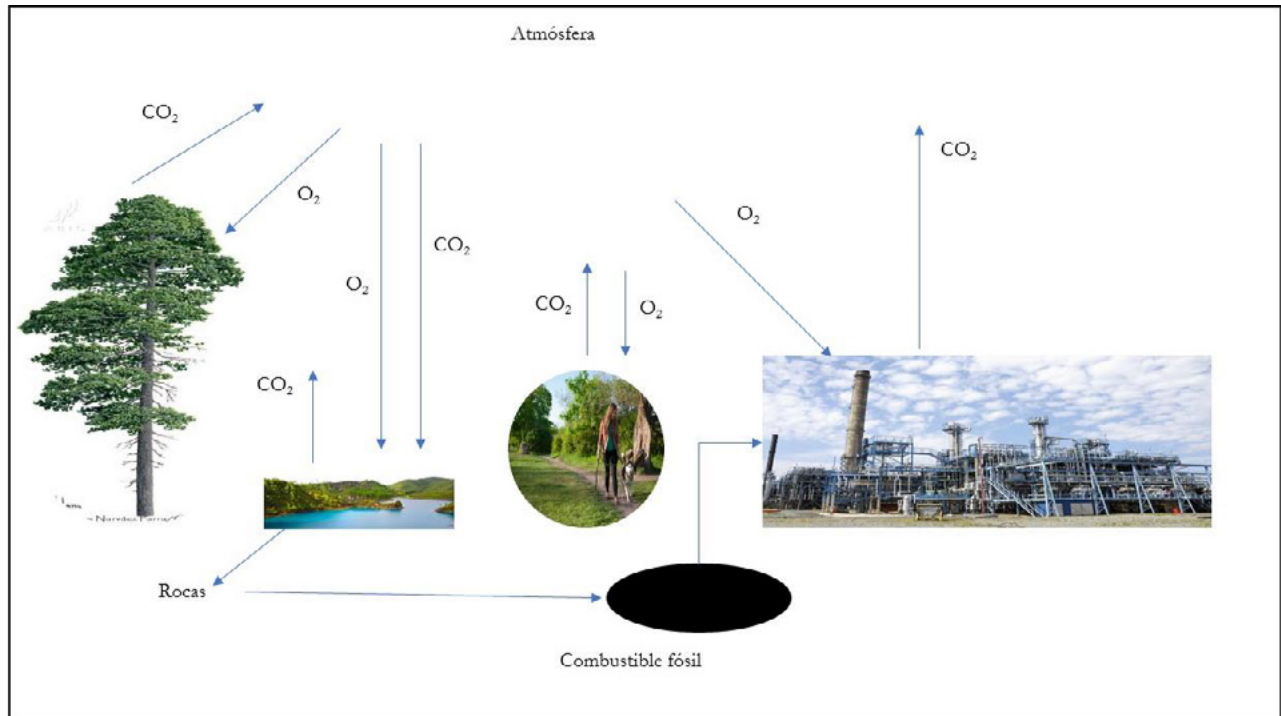 Atmósfera
CO₂
CO₂
O₂
O₂
CO₂
O₂
CO₂
CO₂
O₂
Rocas
Combustible fósil